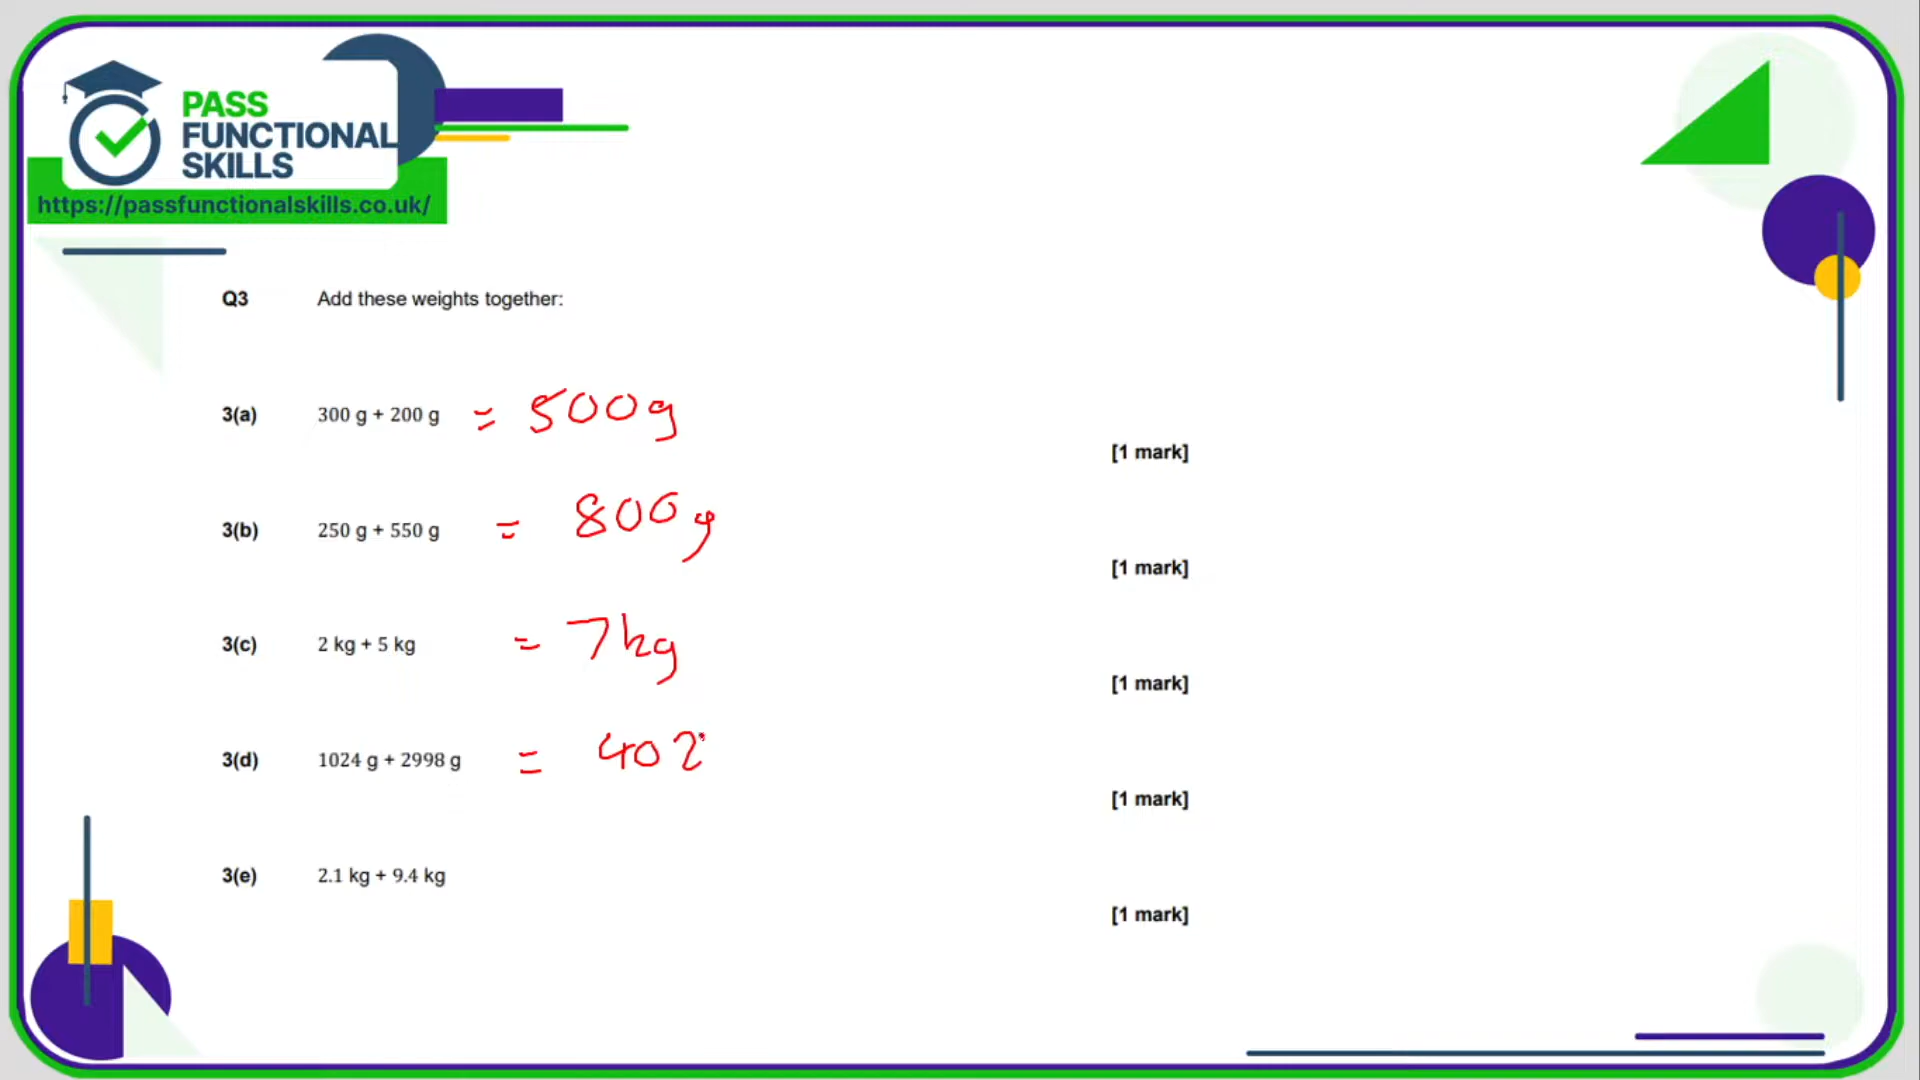 PASS
FUNCTIONAL
SKILLS
https://passfunctionalskills.co.uk/
Q3 Add these weights together:
3(a) 300 g + 200 g = 500g
[1 mark]
3(b) 250 g + 550 g = 800g
[1 mark]
3(c) 2 kg + 5 kg = 7kg
[1 mark]
3(d) 1024 g + 2998 g = 402
[1 mark]
3(e) 2.1 kg + 9.4 kg
[1 mark]